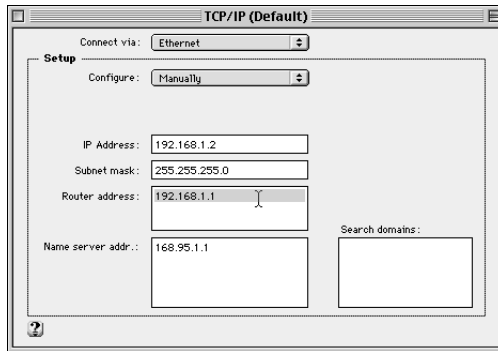 TCP/IP (Default)
Connect via: Ethernet
Setup
Configure: Manually
IP Address: 192.168.1.2
Subnet mask: 255.255.255.0
Router address: 192.168.1.1
Search domains:
Name server addr.: 168.95.1.1
?